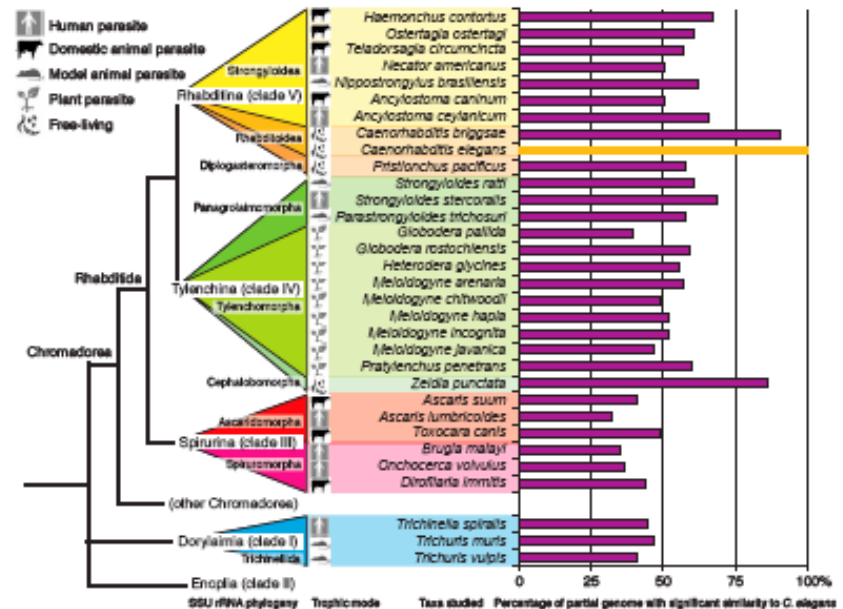 Human parasite
Domestic animal parasite
Model animal parasite
Plant parasite
Free-living
Strongyloidea
Rhabditina (clade V)
Rhabditoidea
Diplogasteromorpha
Panagrolaimomorpha
Rhabditida
Tylenchina (clade IV)
Tylenchomorpha
Chromadorea
Cephalobomorpha
Ascaridomorpha
Spirurina (clade III)
Spiruromorpha
(other Chromadorea)
Dorylaimia (clade I)
Trichinellida
Enoplia (clade II)
Haemonchus contortus
Ostertagia ostertagi
Teladorsagia circumcincta
Necator americanus
Nippostrongylus brasiliensis
Ancylostoma caninum
Ancylostoma ceylanicum
Caenorhabditis briggsae
Caenorhabditis elegans
Pristionchus pacificus
Strongyloides ratti
Strongyloides stercoralis
Parastrongyloides trichosuri
Globodera pallida
Globodera rostochiensis
Heterodera glycines
Meloidogyne arenaria
Meloidogyne chitwoodii
Meloidogyne hapla
Meloidogyne incognita
Meloidogyne javanica
Pratylenchus penetrans
Zeldia punctata
Ascaris suum
Ascaris lumbricoides
Toxocara canis
Brugia malayi
Onchocerca volvulus
Dirofilaria immitis
Trichinella spiralis
Trichuris muris
Trichuris vulpis
0 25 50 75 100%
SSU rRNA phylogeny Trophic mode Taxa studied Percentage of partial genome with significant similarity to C. elegans